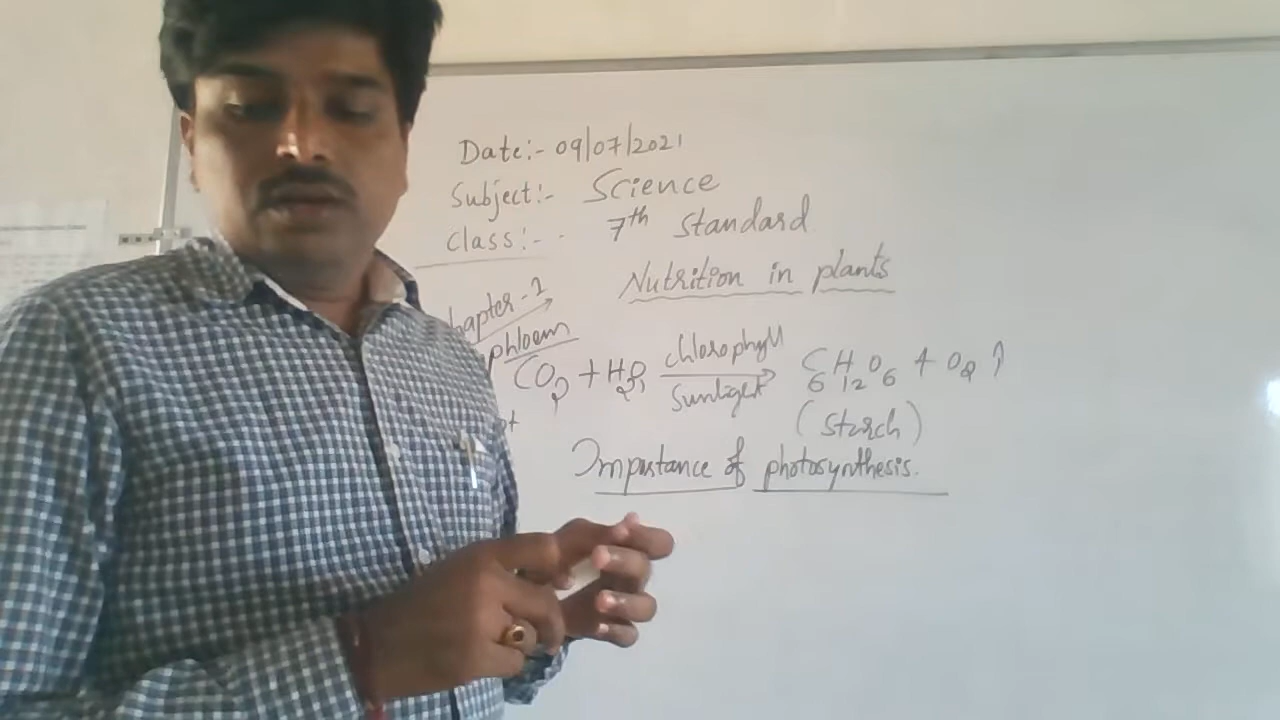 Date:- 09/07/2021
Subject:- Science
Class:- - 7th Standard
Nutrition in plants
phloem
CO2 + H2O chlorophyll sunlight C6H12O6 + O2 ↑
(Starch)
Importance of photosynthesis.